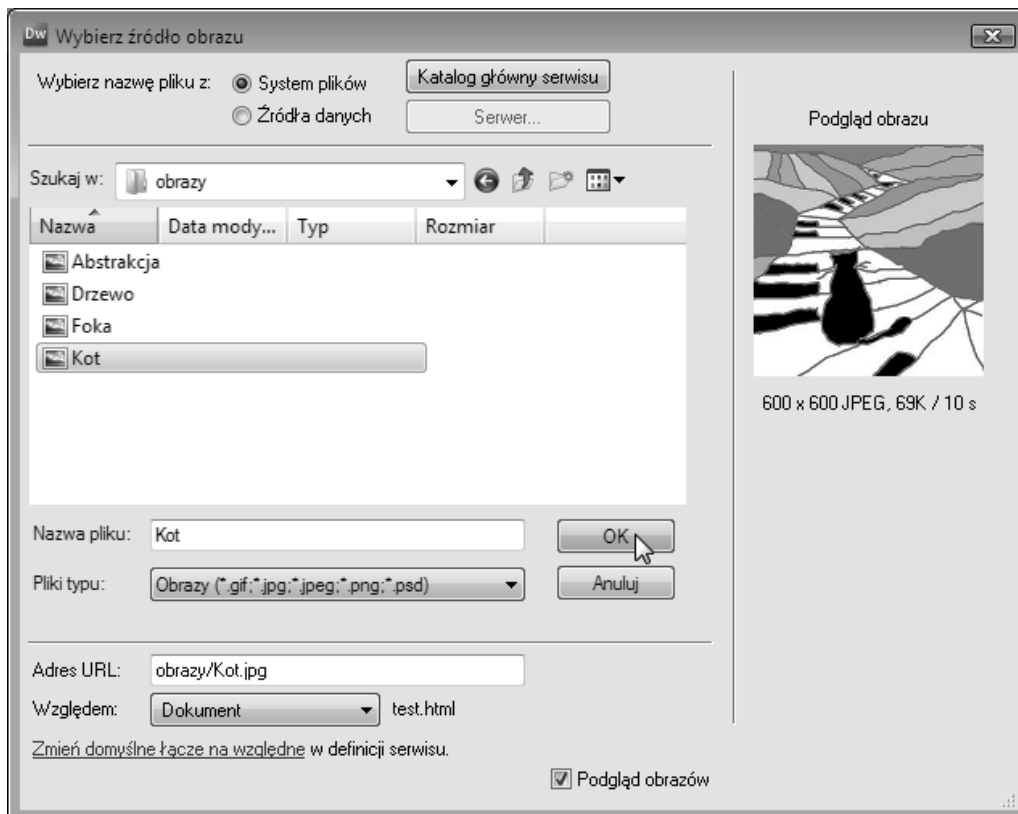 Dw Wybierz źródło obrazu
Wybierz nazwę pliku z: System plików Katalog główny serwisu
Źródła danych Serwer...
Podgląd obrazu
Szukaj w: obrazy
Nazwa Data mody... Typ Rozmiar
Abstrakcja
Drzewo
Foka
Kot
600 x 600 JPEG, 69K / 10 s
Nazwa pliku: Kot OK
Pliki typu: Obrazy (*.gif;*.jpg;*.jpeg;*.png;*.psd) Anuluj
Adres URL: obrazy/Kot.jpg
Względem: Dokument test.html
Zmień domyślne łącze na względne w definicji serwisu.
Podgląd obrazów